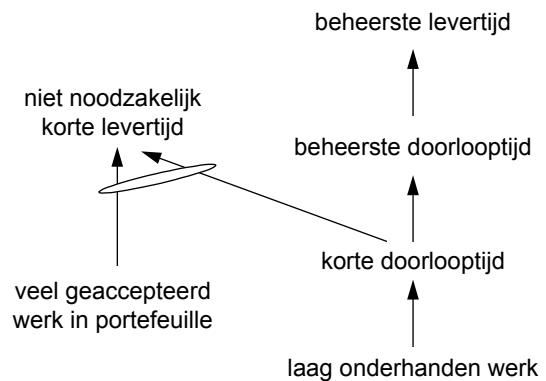 beheerste levertijd
niet noodzakelijk
korte levertijd
beheerste doorlooptijd
korte doorlooptijd
veel geaccepteerd
werk in portefeuille
laag onderhanden werk